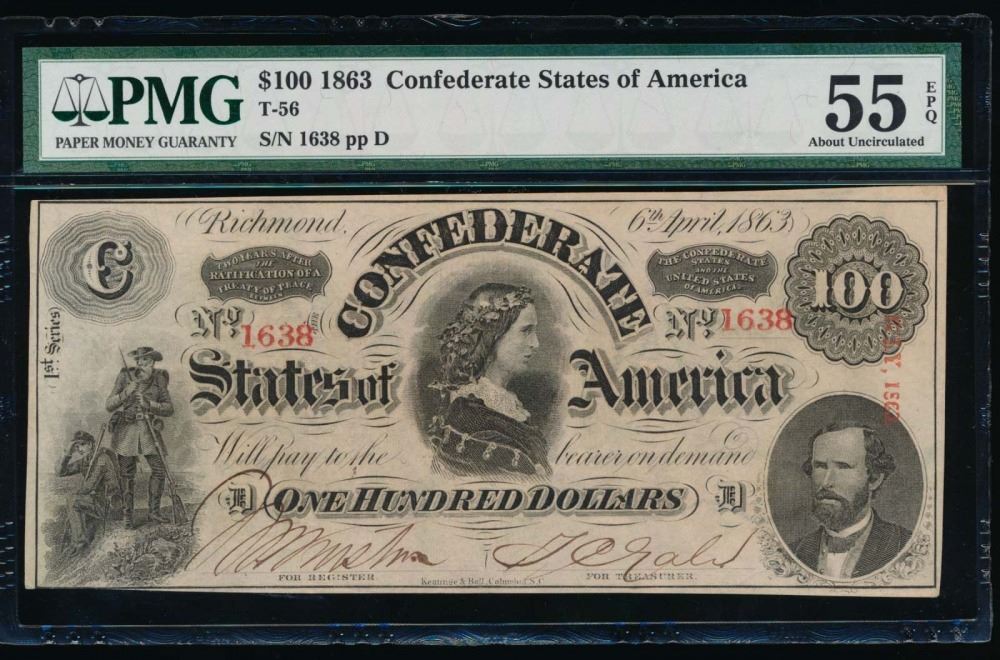 PMG
PAPER MONEY GUARANTY
$100 1863 Confederate States of America
T-56
S/N 1638 pp D
55 EPQ
About Uncirculated
Richmond. 6th April, 1863
C
TWO YEARS AFTER
THE
RATIFICATION OF A
TREATY OF PEACE
BETWEEN
CONFEDERATE
THE CONFEDERATE
STATES
AND THE
UNITED STATES
OF AMERICA
100
1st Series
No 1638
No 1638
States of America
Will pay to the bearer on demand
D ONE HUNDRED DOLLARS D
FOR REGISTER
Keatinge & Ball, Columbia, S.C.
FOR TREASURER.